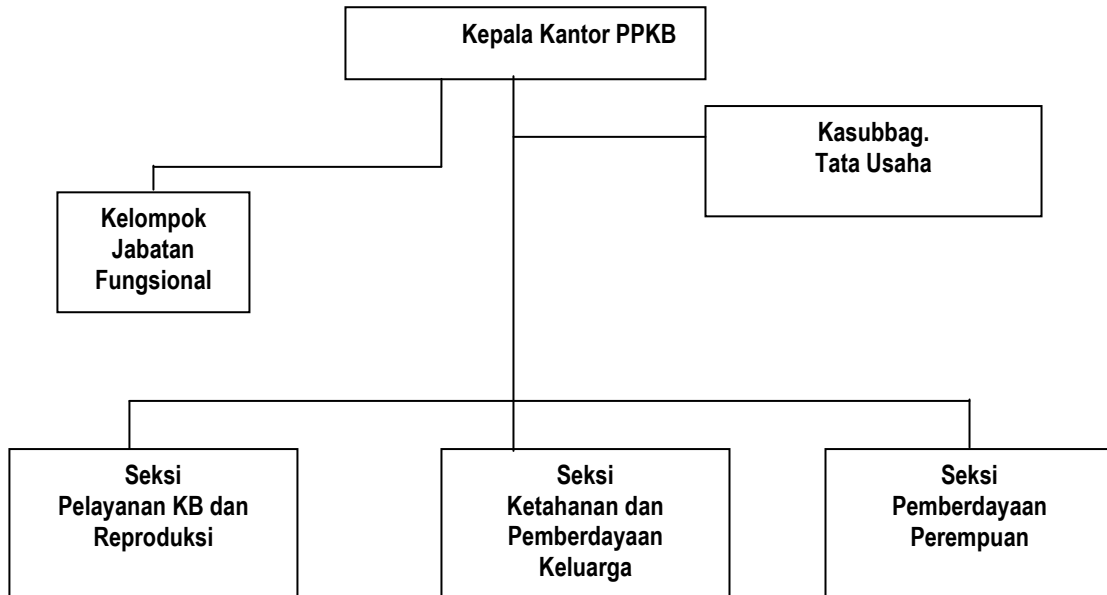 Kepala Kantor PPKB
Kasubbag.
Tata Usaha
Kelompok
Jabatan
Fungsional
Seksi
Pelayanan KB dan
Reproduksi
Seksi
Ketahanan dan
Pemberdayaan
Keluarga
Seksi
Pemberdayaan
Perempuan